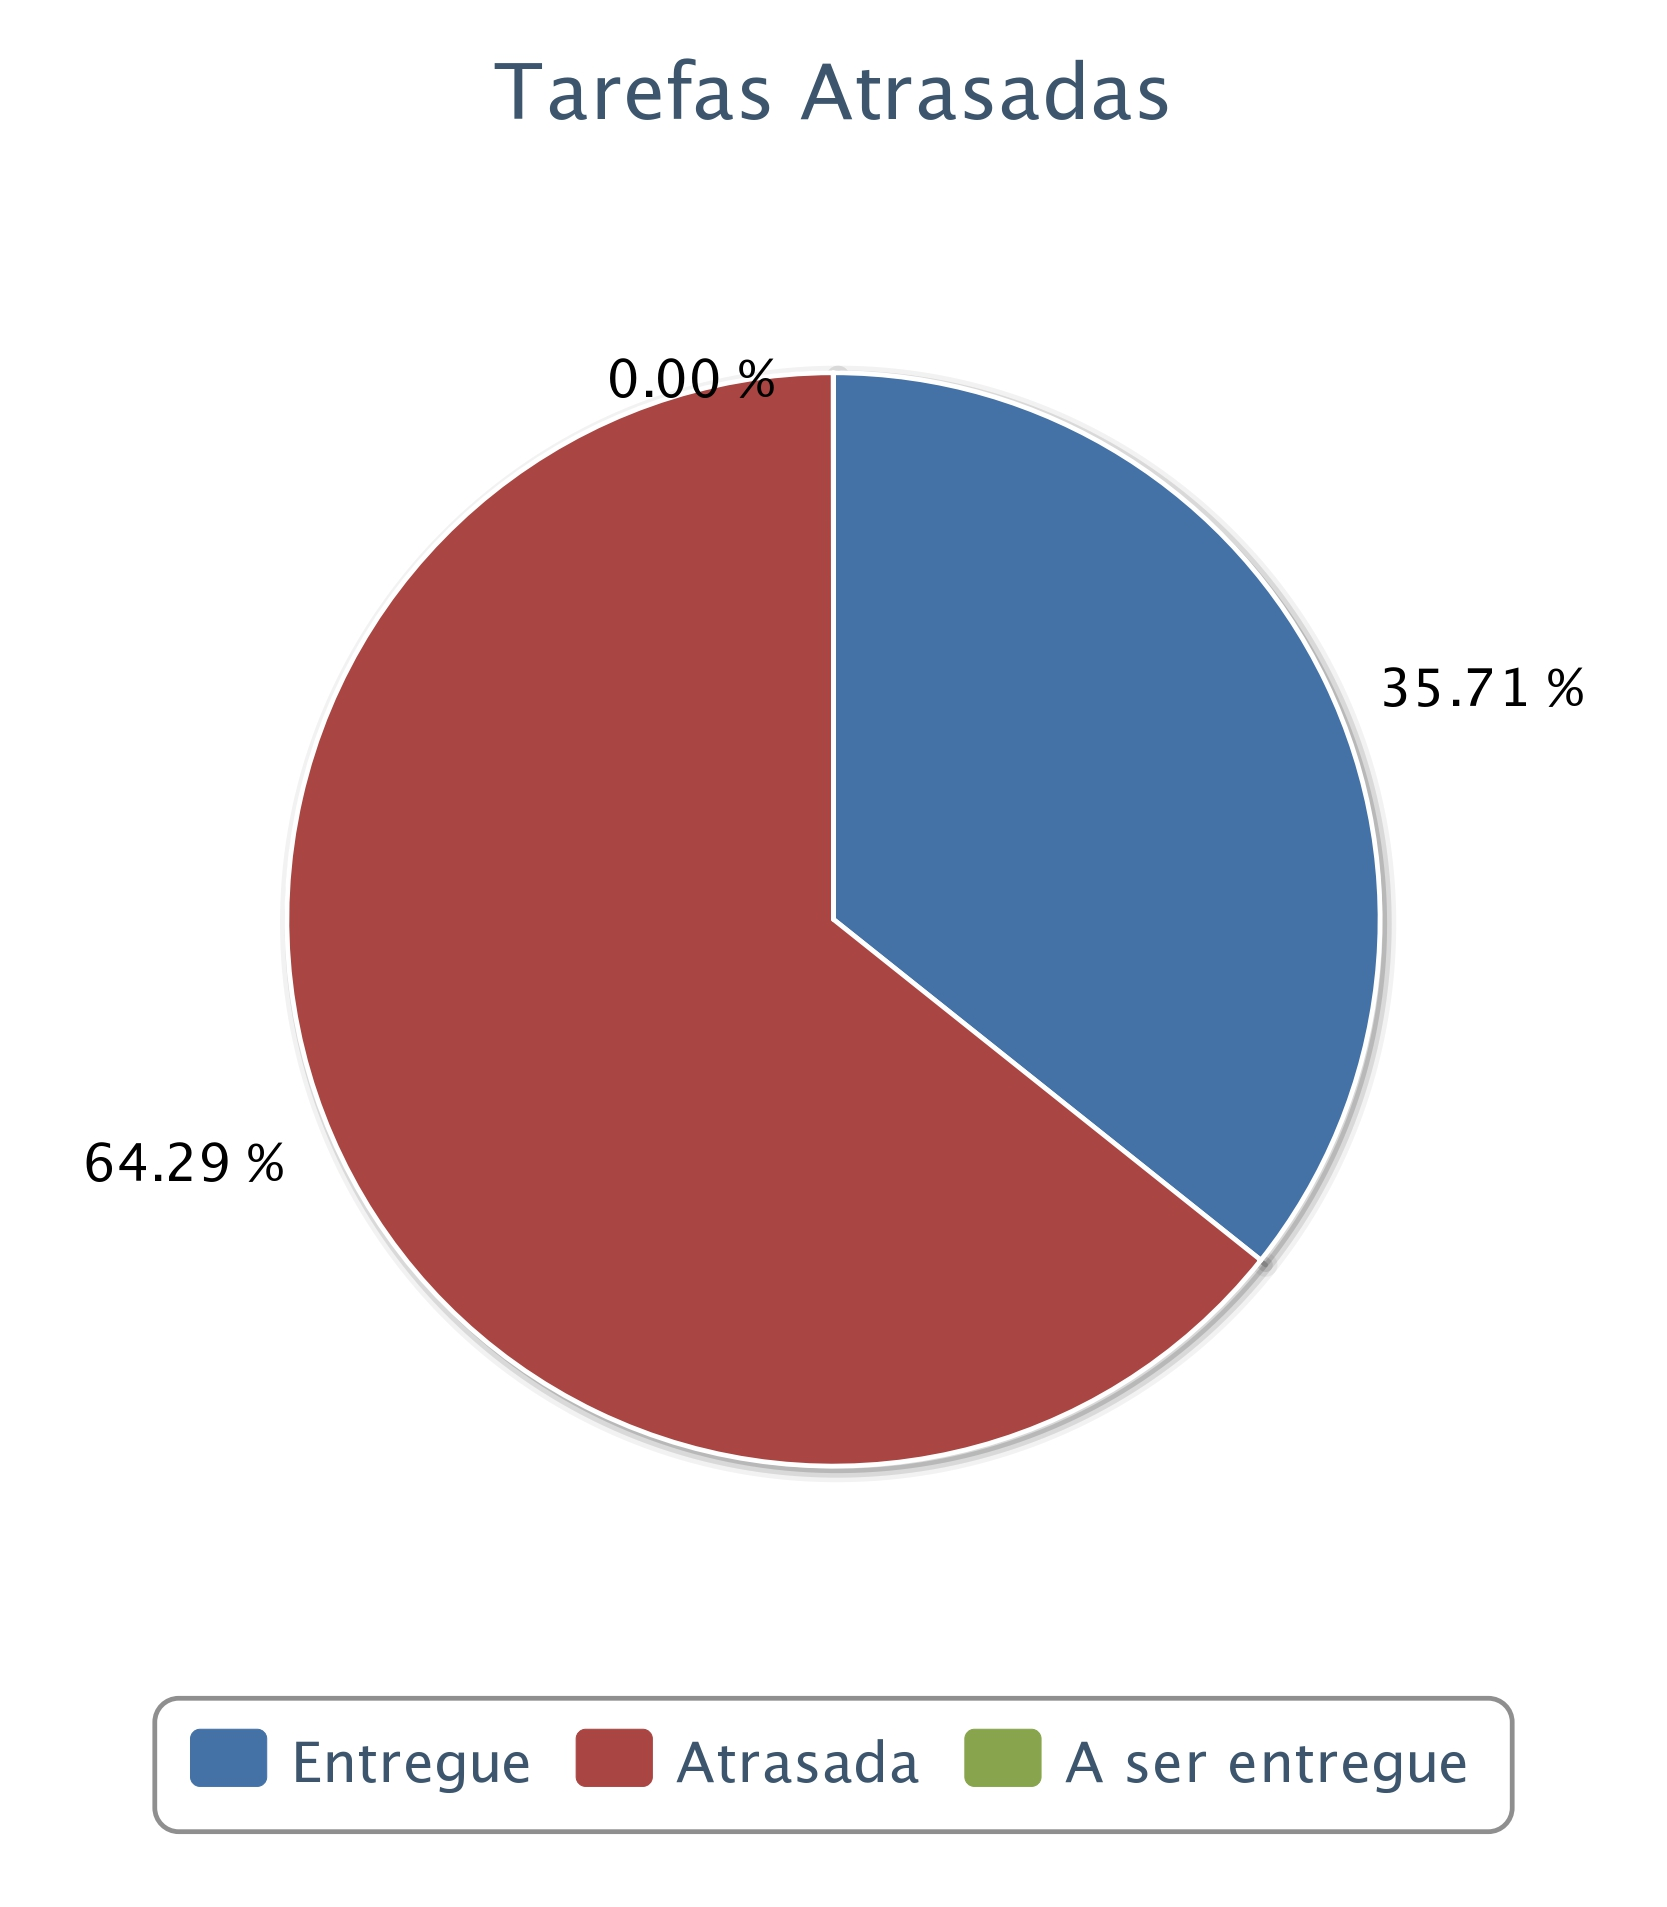 Tarefas Atrasadas
0.00 %
35.71 %
64.29 %
Entregue Atrasada A ser entregue